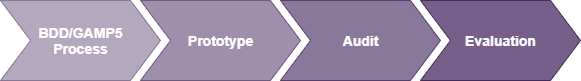 BDD/GAMP5
Process
Prototype
Audit
Evaluation